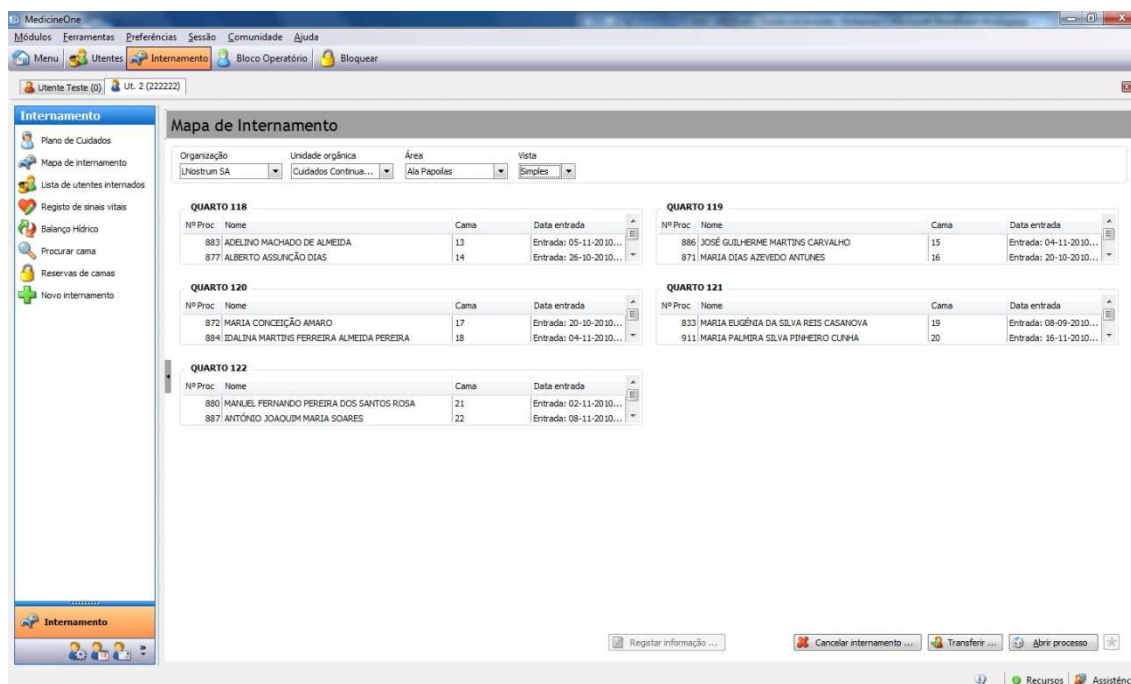 MedicineOne
Módulos Ferramentas Preferências Sessão Comunidade Ajuda
Menu Utentes Internamento Bloco Operatório Bloquear
Utente Teste (0) Ut. 2 (222222)
Internamento
Plano de Cuidados
Mapa de internamento
Lista de utentes internados
Registo de sinais vitais
Balanço Hídrico
Procurar cama
Reservas de camas
Novo internamento
Mapa de Internamento
Organização Unidade orgânica Área Vista
LNostrum SA Cuidados Continua... Ala Papoilas Simples
QUARTO 118
Nº Proc Nome Cama Data entrada
883 ADELINO MACHADO DE ALMEIDA 13 Entrada: 05-11-2010...
877 ALBERTO ASSUNÇÃO DIAS 14 Entrada: 26-10-2010...
QUARTO 119
Nº Proc Nome Cama Data entrada
886 JOSÉ GUILHERME MARTINS CARVALHO 15 Entrada: 04-11-2010...
871 MARIA DIAS AZEVEDO ANTUNES 16 Entrada: 20-10-2010...
QUARTO 120
Nº Proc Nome Cama Data entrada
872 MARIA CONCEIÇÃO AMARO 17 Entrada: 20-10-2010...
884 IDALINA MARTINS FERREIRA ALMEIDA PEREIRA 18 Entrada: 04-11-2010...
QUARTO 121
Nº Proc Nome Cama Data entrada
833 MARIA EUGÉNIA DA SILVA REIS CASANOVA 19 Entrada: 08-09-2010...
911 MARIA PALMIRA SILVA PINHEIRO CUNHA 20 Entrada: 16-11-2010...
QUARTO 122
Nº Proc Nome Cama Data entrada
880 MANUEL FERNANDO PEREIRA DOS SANTOS ROSA 21 Entrada: 02-11-2010...
887 ANTÓNIO JOAQUIM MARIA SOARES 22 Entrada: 08-11-2010...
Internamento
Registar informação ... Cancelar internamento ... Transferir ... Abrir processo
Recursos Assistênc